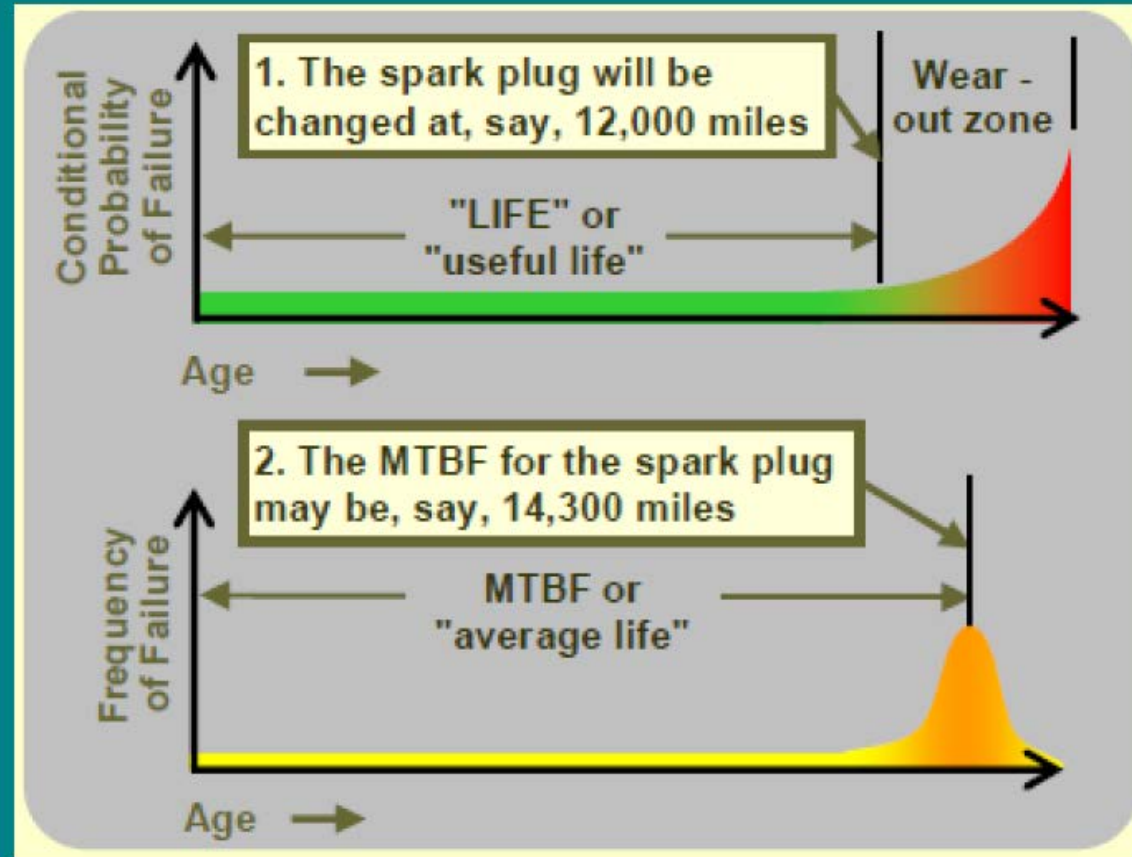 1. The spark plug will be
changed at, say, 12,000 miles
Wear -
out zone
Conditional
Probability
of Failure
"LIFE" or
"useful life"
Age
2. The MTBF for the spark plug
may be, say, 14,300 miles
Frequency
of Failure
MTBF or
"average life"
Age